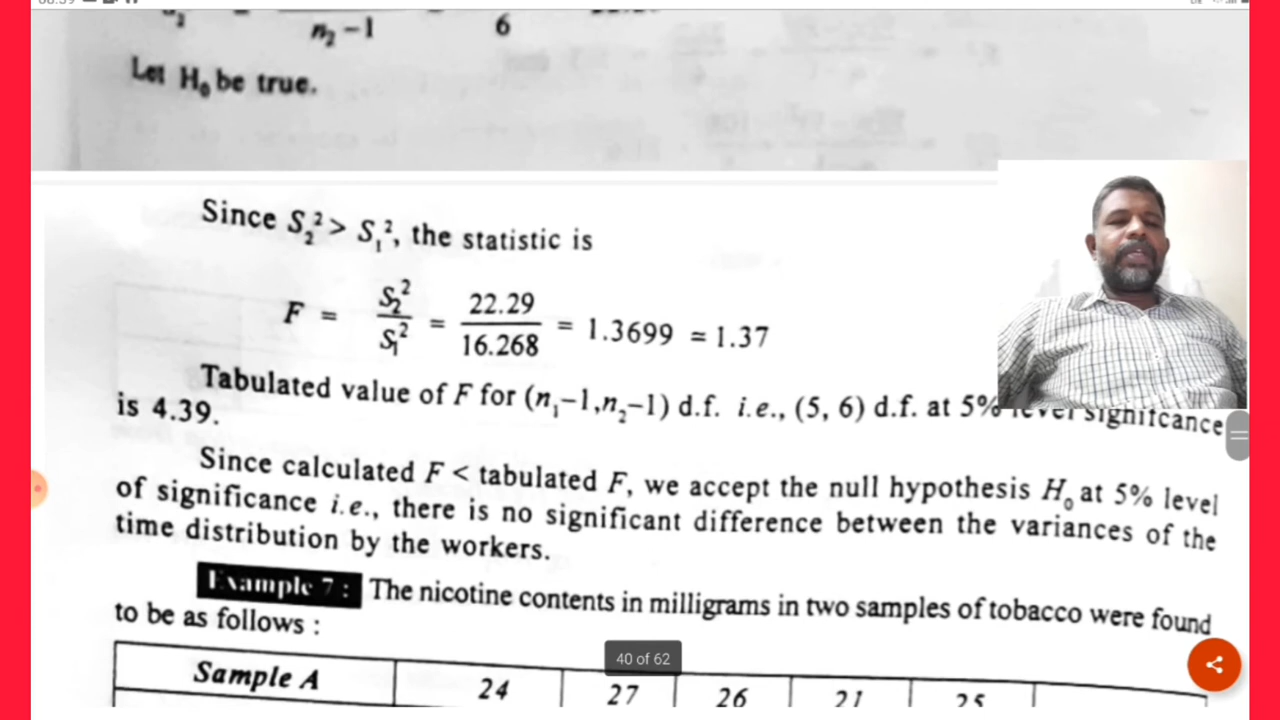 n₂ −1
6
Let H₀ be true.
Since S₂² > S₁², the statistic is
F = S₂²/S₁² = 22.29/16.268 = 1.3699 = 1.37
Tabulated value of F for (n₁−1,n₂−1) d.f. i.e., (5, 6) d.f. at 5% level signifcance
is 4.39.
Since calculated F < tabulated F, we accept the null hypothesis H₀ at 5% level
of significance i.e., there is no significant difference between the variances of the
time distribution by the workers.
Example 7 : The nicotine contents in milligrams in two samples of tobacco were found
to be as follows :
40 of 62
Sample A 24 27 26 21 25